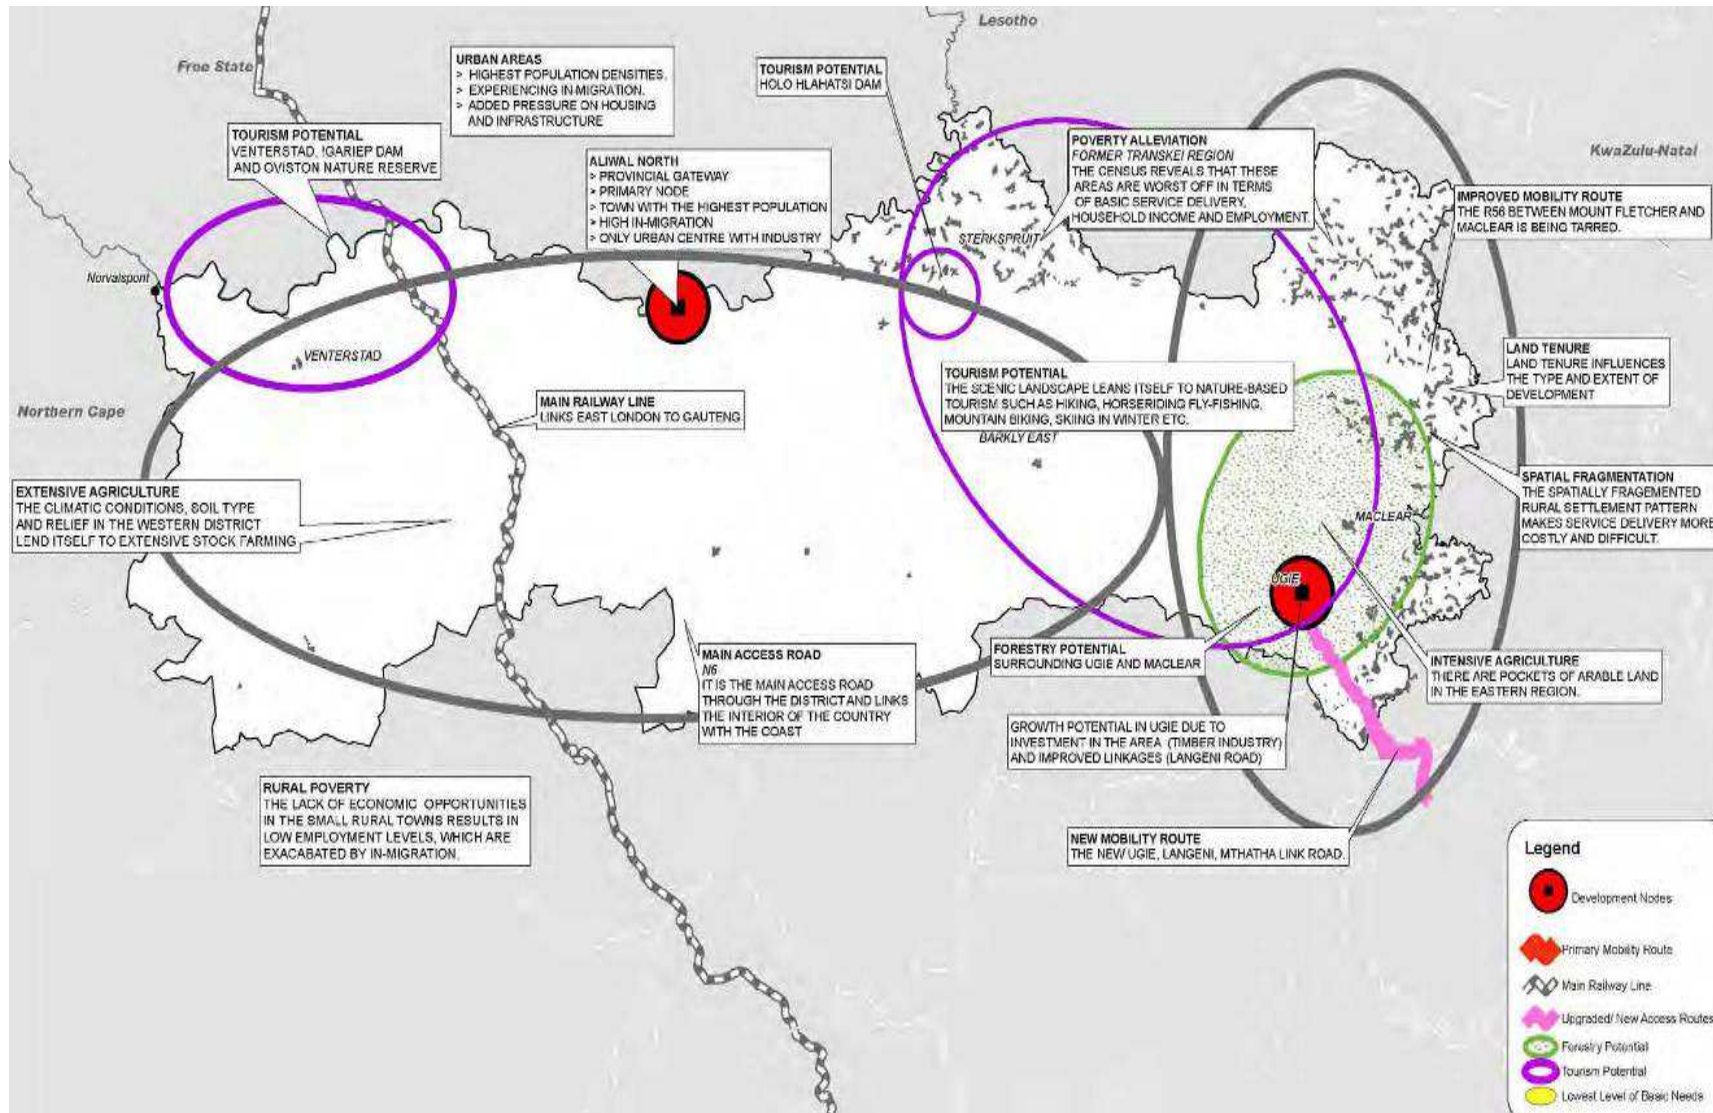 Lesotho
Free State
KwaZulu-Natal
Northern Cape
URBAN AREAS
> HIGHEST POPULATION DENSITIES.
> EXPERIENCING IN-MIGRATION.
> ADDED PRESSURE ON HOUSING
AND INFRASTRUCTURE
TOURISM POTENTIAL
HOLO HLAHATSI DAM
TOURISM POTENTIAL
VENTERSTAD, !GARIEP DAM
AND OVISTON NATURE RESERVE
ALIWAL NORTH
> PROVINCIAL GATEWAY
> PRIMARY NODE
> TOWN WITH THE HIGHEST POPULATION
> HIGH IN-MIGRATION
> ONLY URBAN CENTRE WITH INDUSTRY
POVERTY ALLEVIATION
FORMER TRANSKEI REGION
THE CENSUS REVEALS THAT THESE
AREAS ARE WORST OFF IN TERMS
OF BASIC SERVICE DELIVERY,
HOUSEHOLD INCOME AND EMPLOYMENT.
IMPROVED MOBILITY ROUTE
THE R56 BETWEEN MOUNT FLETCHER AND
MACLEAR IS BEING TARRED.
STERKSPRUIT
Norvalspont
VENTERSTAD
LAND TENURE
LAND TENURE INFLUENCES
THE TYPE AND EXTENT OF
DEVELOPMENT
TOURISM POTENTIAL
THE SCENIC LANDSCAPE LEANS ITSELF TO NATURE-BASED
TOURISM SUCH AS HIKING, HORSERIDING FLY-FISHING,
MOUNTAIN BIKING, SKIING IN WINTER ETC.
BARKLY EAST
MAIN RAILWAY LINE
LINKS EAST LONDON TO GAUTENG
EXTENSIVE AGRICULTURE
THE CLIMATIC CONDITIONS, SOIL TYPE
AND RELIEF IN THE WESTERN DISTRICT
LEND ITSELF TO EXTENSIVE STOCK FARMING
SPATIAL FRAGMENTATION
THE SPATIALLY FRAGEMENTED
RURAL SETTLEMENT PATTERN
MAKES SERVICE DELIVERY MORE
COSTLY AND DIFFICULT.
MACLEAR
UGIE
MAIN ACCESS ROAD
N6
IT IS THE MAIN ACCESS ROAD
THROUGH THE DISTRICT AND LINKS
THE INTERIOR OF THE COUNTRY
WITH THE COAST
FORESTRY POTENTIAL
SURROUNDING UGIE AND MACLEAR
INTENSIVE AGRICULTURE
THERE ARE POCKETS OF ARABLE LAND
IN THE EASTERN REGION.
GROWTH POTENTIAL IN UGIE DUE TO
INVESTMENT IN THE AREA (TIMBER INDUSTRY)
AND IMPROVED LINKAGES (LANGENI ROAD)
RURAL POVERTY
THE LACK OF ECONOMIC OPPORTUNITIES
IN THE SMALL RURAL TOWNS RESULTS IN
LOW EMPLOYMENT LEVELS, WHICH ARE
EXACABATED BY IN-MIGRATION.
NEW MOBILITY ROUTE
THE NEW UGIE, LANGENI, MTHATHA LINK ROAD.
Legend
Development Nodes
Primary Mobility Route
Main Railway Line
Upgraded/ New Access Routes
Forestry Potential
Tourism Potential
Lowest Level of Basic Needs